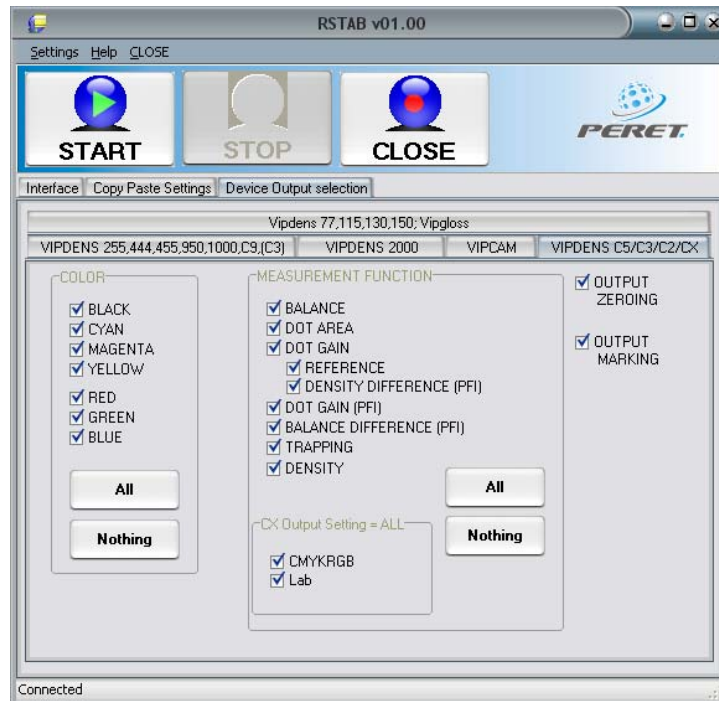 RSTAB v01.00
Settings Help CLOSE
START STOP CLOSE
PERET.
Interface Copy Paste Settings Device Output selection
Vipdens 77,115,130,150; Vipgloss
VIPDENS 255,444,455,950,1000,C9,(C3) VIPDENS 2000 VIPCAM VIPDENS C5/C3/C2/CX
COLOR
BLACK
CYAN
MAGENTA
YELLOW
RED
GREEN
BLUE
All
Nothing
MEASUREMENT FUNCTION
BALANCE
DOT AREA
DOT GAIN
REFERENCE
DENSITY DIFFERENCE (PFI)
DOT GAIN (PFI)
BALANCE DIFFERENCE (PFI)
TRAPPING
DENSITY
All
Nothing
CX Output Setting = ALL
CMYKRGB
Lab
OUTPUT
ZEROING
OUTPUT
MARKING
Connected